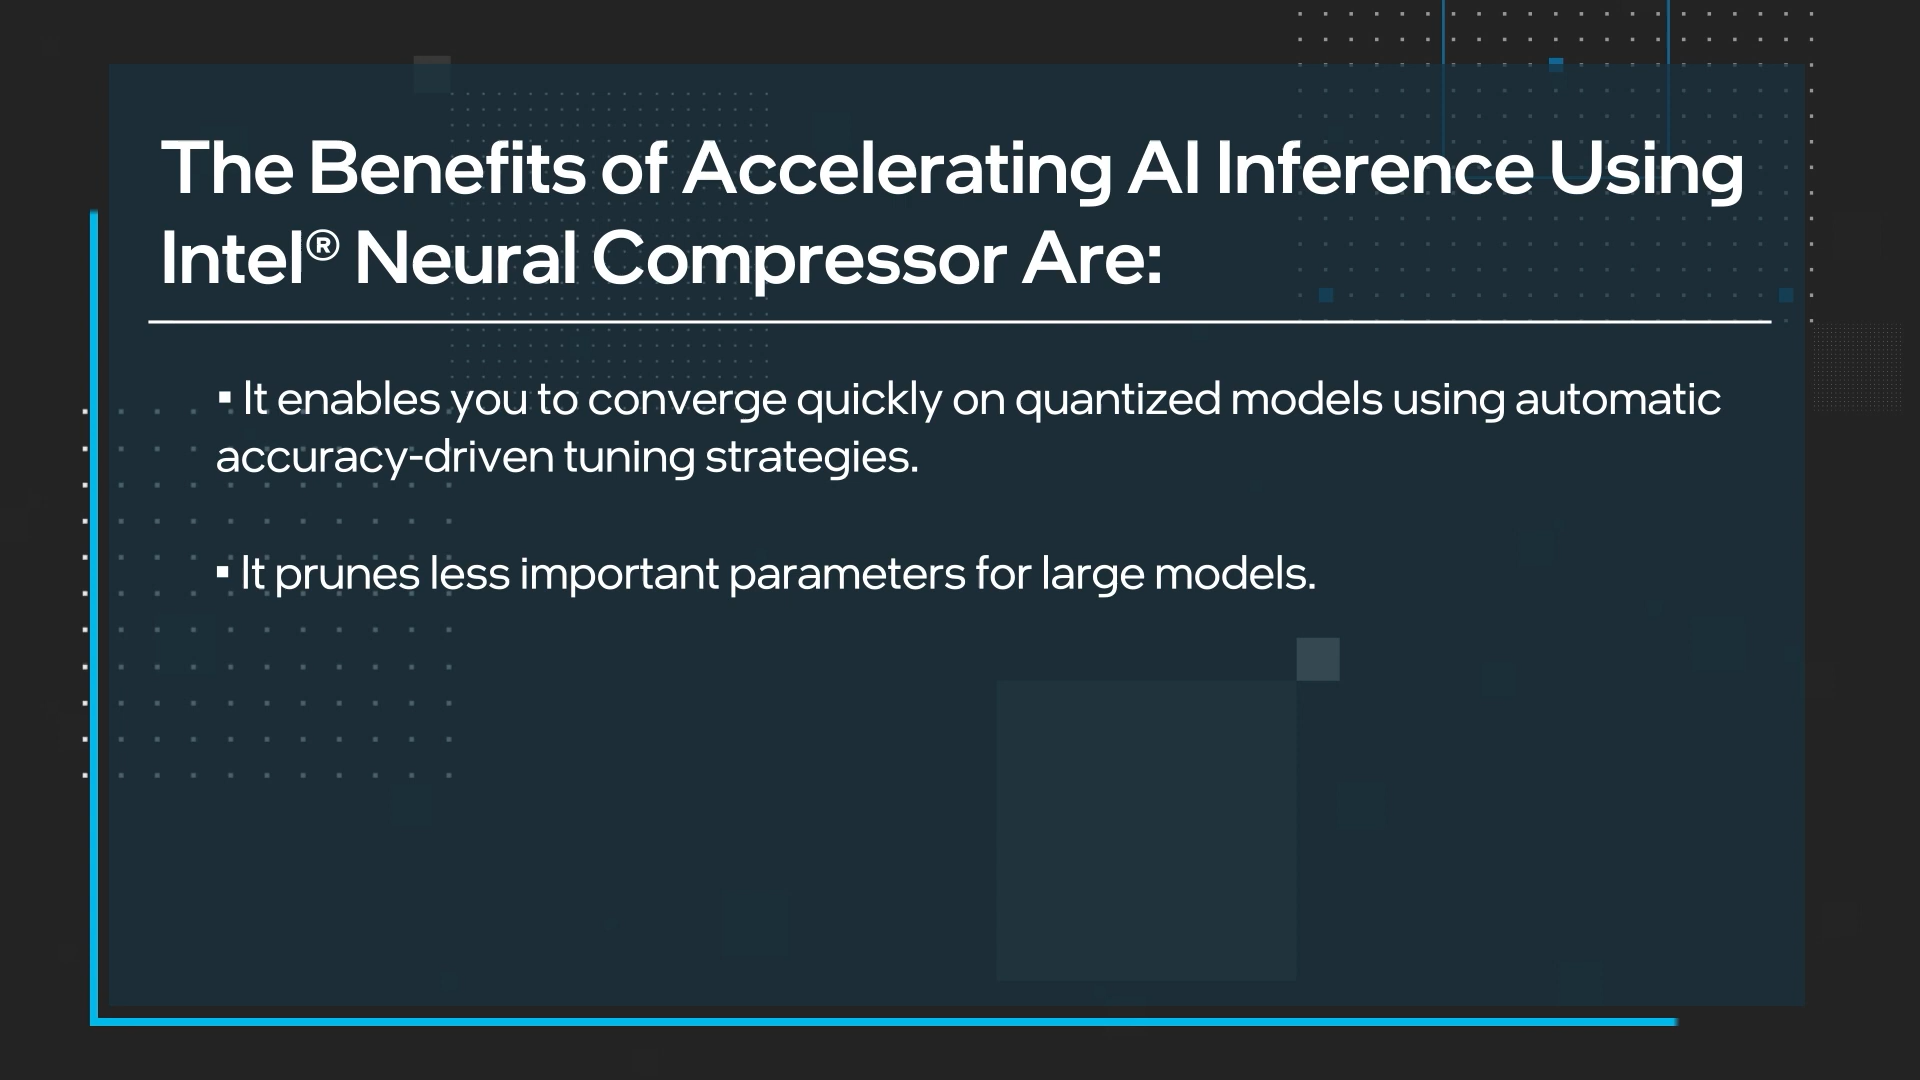 The Benefits of Accelerating AI Inference Using
Intel® Neural Compressor Are:
▪ It enables you to converge quickly on quantized models using automatic
accuracy-driven tuning strategies.
▪ It prunes less important parameters for large models.